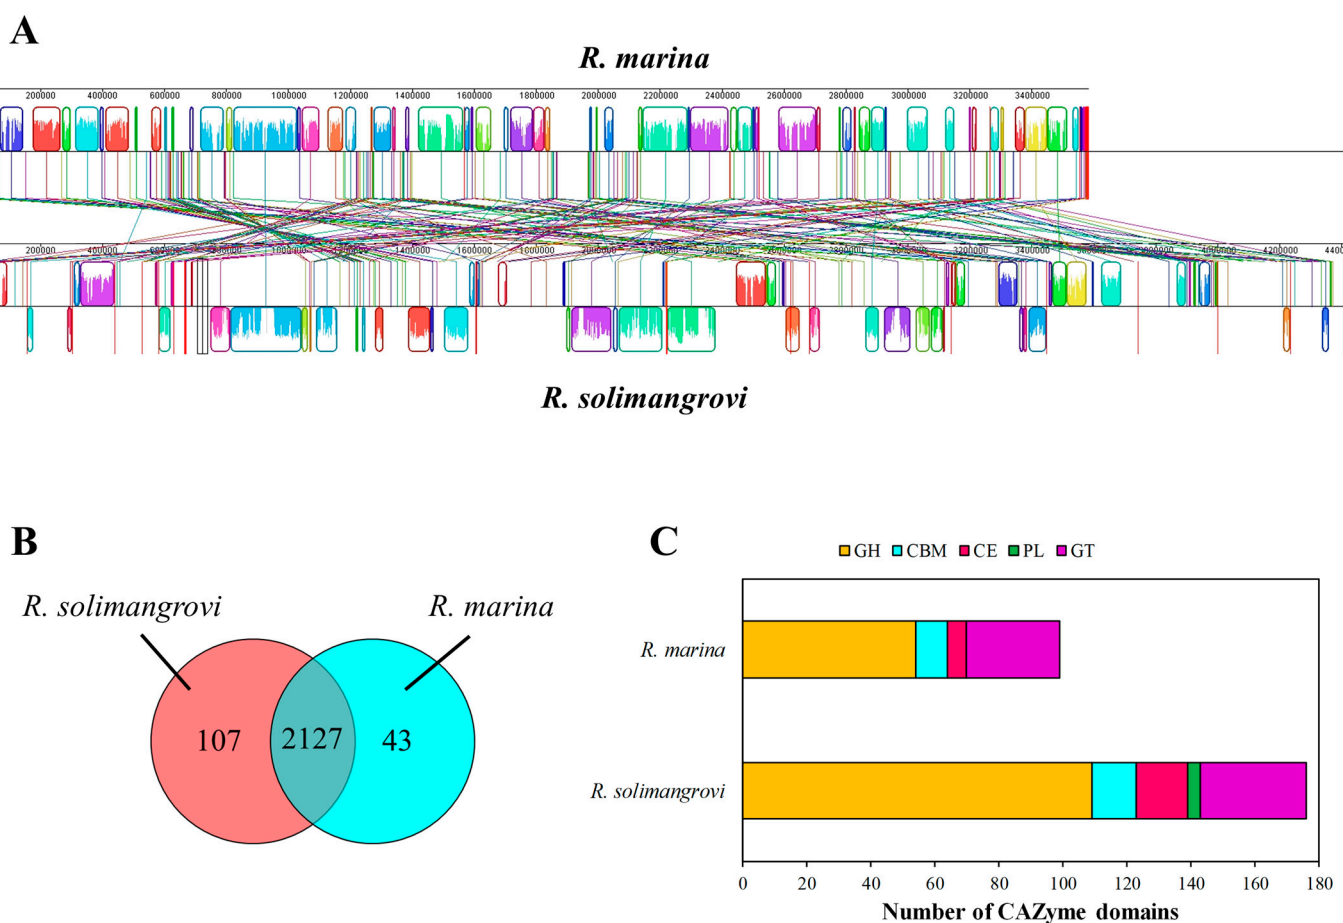 A
R. marina
200000 400000 600000 800000 1000000 1200000 1400000 1600000 1800000 2000000 2200000 2400000 2600000 2800000 3000000 3200000 3400000
200000 400000 1000000 1200000 1400000 1600000 1800000 2400000 3200000 3400000 4200000
R. solimangrovi
B
R. solimangrovi
R. marina
107
2127
43
C
GH CBM CE PL GT
R. marina
R. solimangrovi
0 20 40 60 80 100 120 140 160 180
Number of CAZyme domains